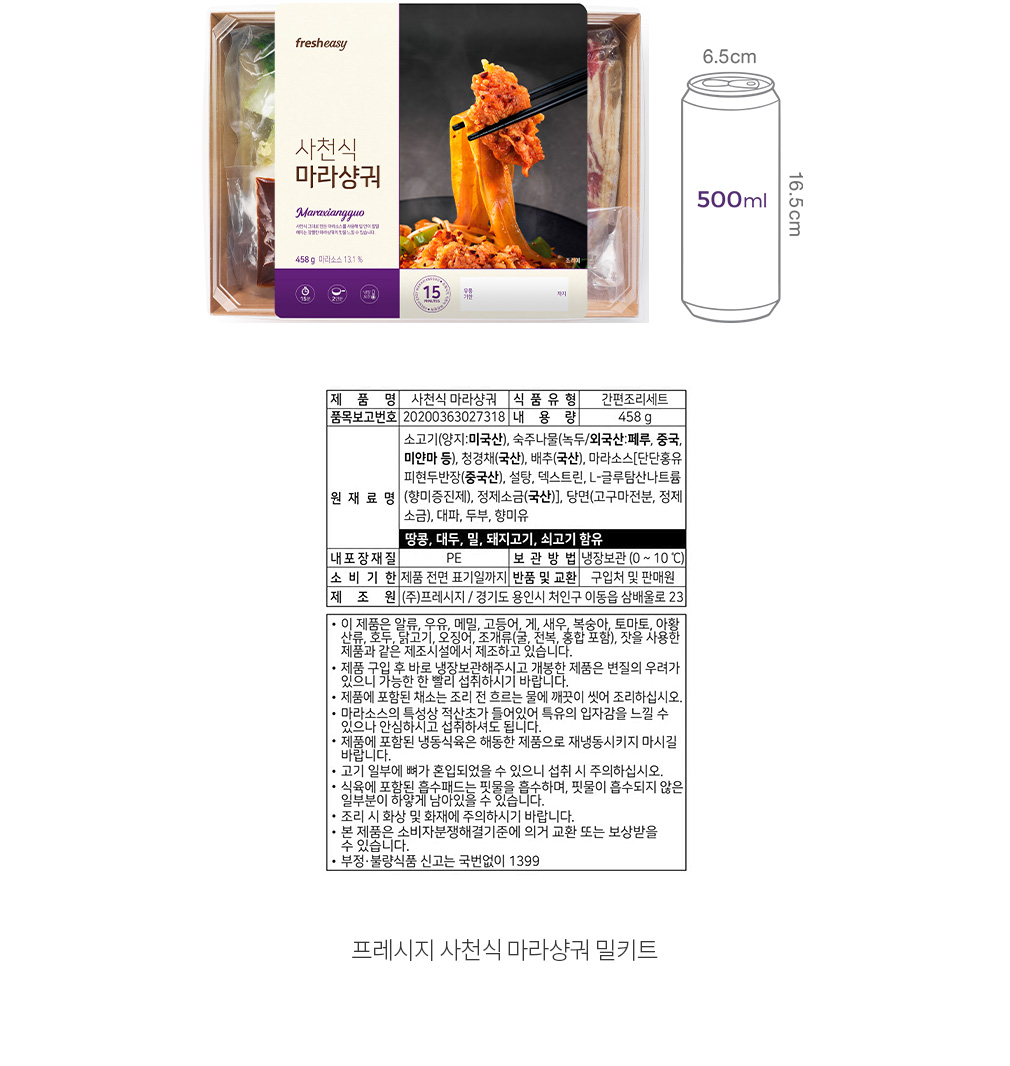 fresheasy
6.5cm
사천식
마라샹궈
Maraxiangguo
500ml
16.5cm
458 g 마라소스 13.1 %
조리예
15분
2인분
15
MINUTES
유통
기한
까지
제 품 명 사천식 마라샹궈 식 품 유 형 간편조리세트
품목보고번호 20200363027318 내 용 량 458 g
원 재 료 명
소고기(양지:미국산), 숙주나물(녹두/외국산:페루, 중국,
미얀마 등), 청경채(국산), 배추(국산), 마라소스[단단홍유
피현두반장(중국산), 설탕, 덱스트린, L-글루탐산나트륨
(향미증진제), 정제소금(국산)], 당면(고구마전분, 정제
소금), 대파, 두부, 향미유
땅콩, 대두, 밀, 돼지고기, 쇠고기 함유
내포장재질 PE 보 관 방 법 냉장보관 (0 ~ 10 ℃)
소 비 기 한 제품 전면 표기일까지 반품 및 교환 구입처 및 판매원
제 조 원 (주)프레시지 / 경기도 용인시 처인구 이동읍 삼배울로 23
• 이 제품은 알류, 우유, 메밀, 고등어, 게, 새우, 복숭아, 토마토, 아황
산류, 호두, 닭고기, 오징어, 조개류(굴, 전복, 홍합 포함), 잣을 사용한
제품과 같은 제조시설에서 제조하고 있습니다.
• 제품 구입 후 바로 냉장보관해주시고 개봉한 제품은 변질의 우려가
있으니 가능한 한 빨리 섭취하시기 바랍니다.
• 제품에 포함된 채소는 조리 전 흐르는 물에 깨끗이 씻어 조리하십시오.
• 마라소스의 특성상 적산초가 들어있어 특유의 입자감을 느낄 수
있으나 안심하시고 섭취하셔도 됩니다.
• 제품에 포함된 냉동식육은 해동한 제품으로 재냉동시키지 마시길
바랍니다.
• 고기 일부에 뼈가 혼입되었을 수 있으니 섭취 시 주의하십시오.
• 식육에 포함된 흡수패드는 핏물을 흡수하며, 핏물이 흡수되지 않은
일부분이 하얗게 남아있을 수 있습니다.
• 조리 시 화상 및 화재에 주의하시기 바랍니다.
• 본 제품은 소비자분쟁해결기준에 의거 교환 또는 보상받을
수 있습니다.
• 부정·불량식품 신고는 국번없이 1399
프레시지 사천식 마라샹궈 밀키트